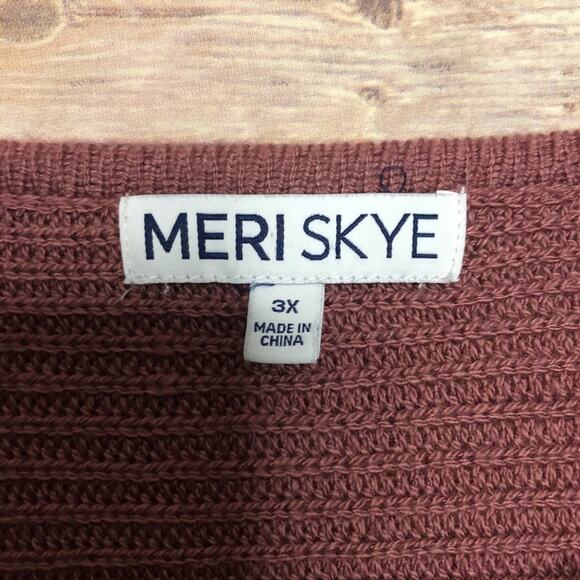 MERI SKYE
3X
MADE IN
CHINA